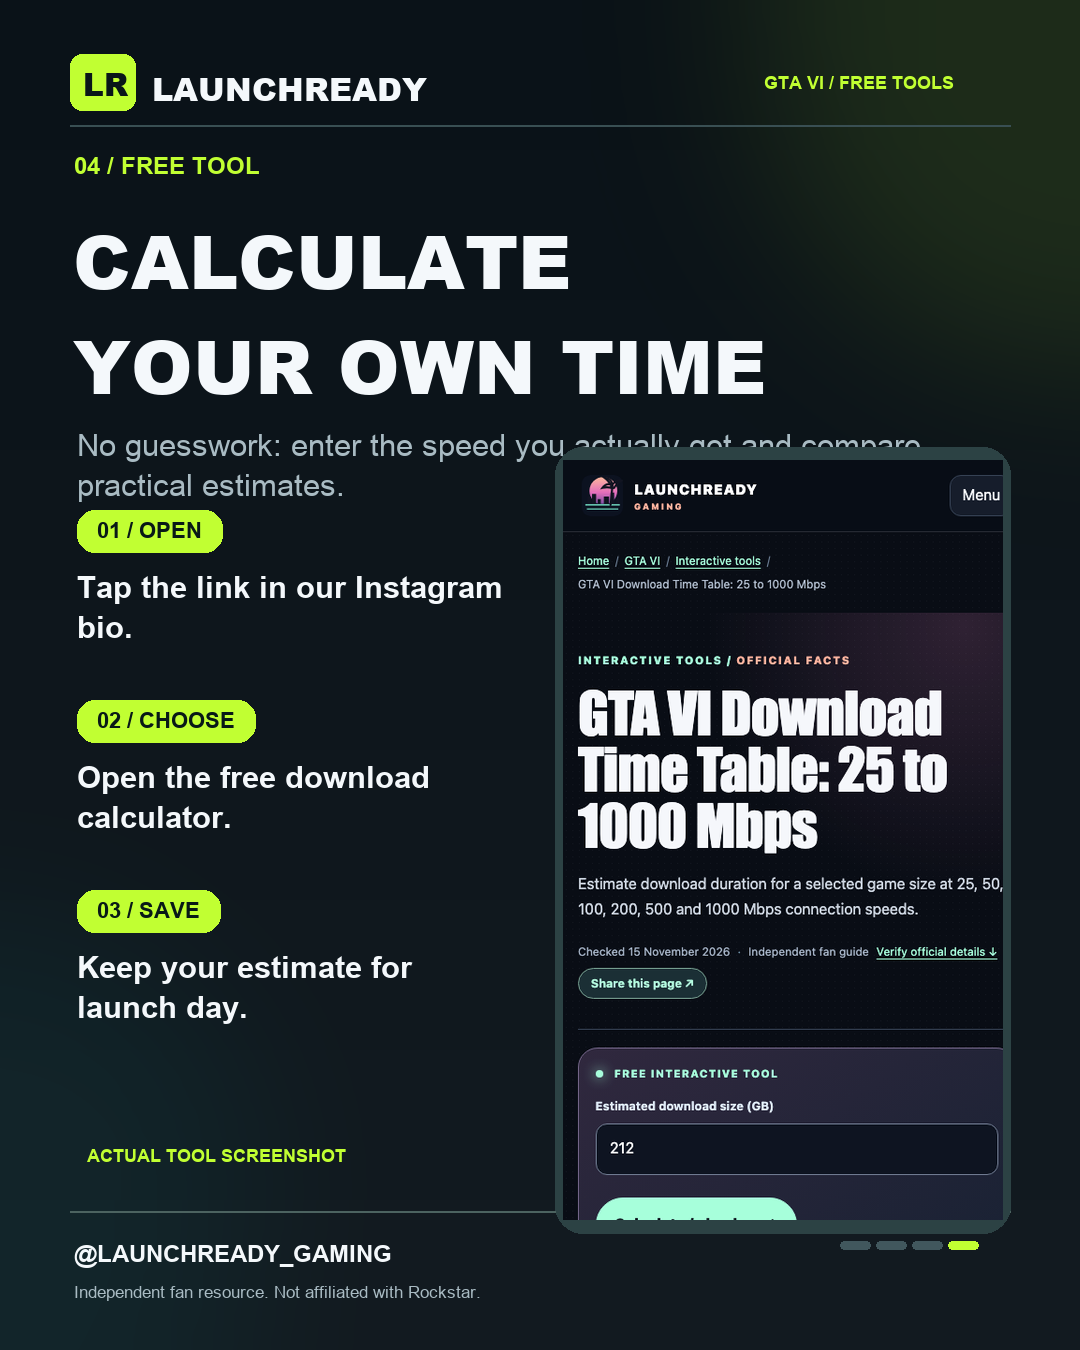 LR LAUNCHREADY
GTA VI / FREE TOOLS
04 / FREE TOOL
CALCULATE
YOUR OWN TIME
No guesswork: enter the speed you actually got and compare
practical estimates.
01 / OPEN
Tap the link in our Instagram
bio.
02 / CHOOSE
Open the free download
calculator.
03 / SAVE
Keep your estimate for
launch day.
ACTUAL TOOL SCREENSHOT
LAUNCHREADY
GAMING
Menu
Home / GTA VI / Interactive tools /
GTA VI Download Time Table: 25 to 1000 Mbps
INTERACTIVE TOOLS / OFFICIAL FACTS
GTA VI Download
Time Table: 25 to
1000 Mbps
Estimate download duration for a selected game size at 25, 50,
100, 200, 500 and 1000 Mbps connection speeds.
Checked 15 November 2026 · Independent fan guide Verify official details ↓
Share this page ↗
FREE INTERACTIVE TOOL
Estimated download size (GB)
212
@LAUNCHREADY_GAMING
Independent fan resource. Not affiliated with Rockstar.